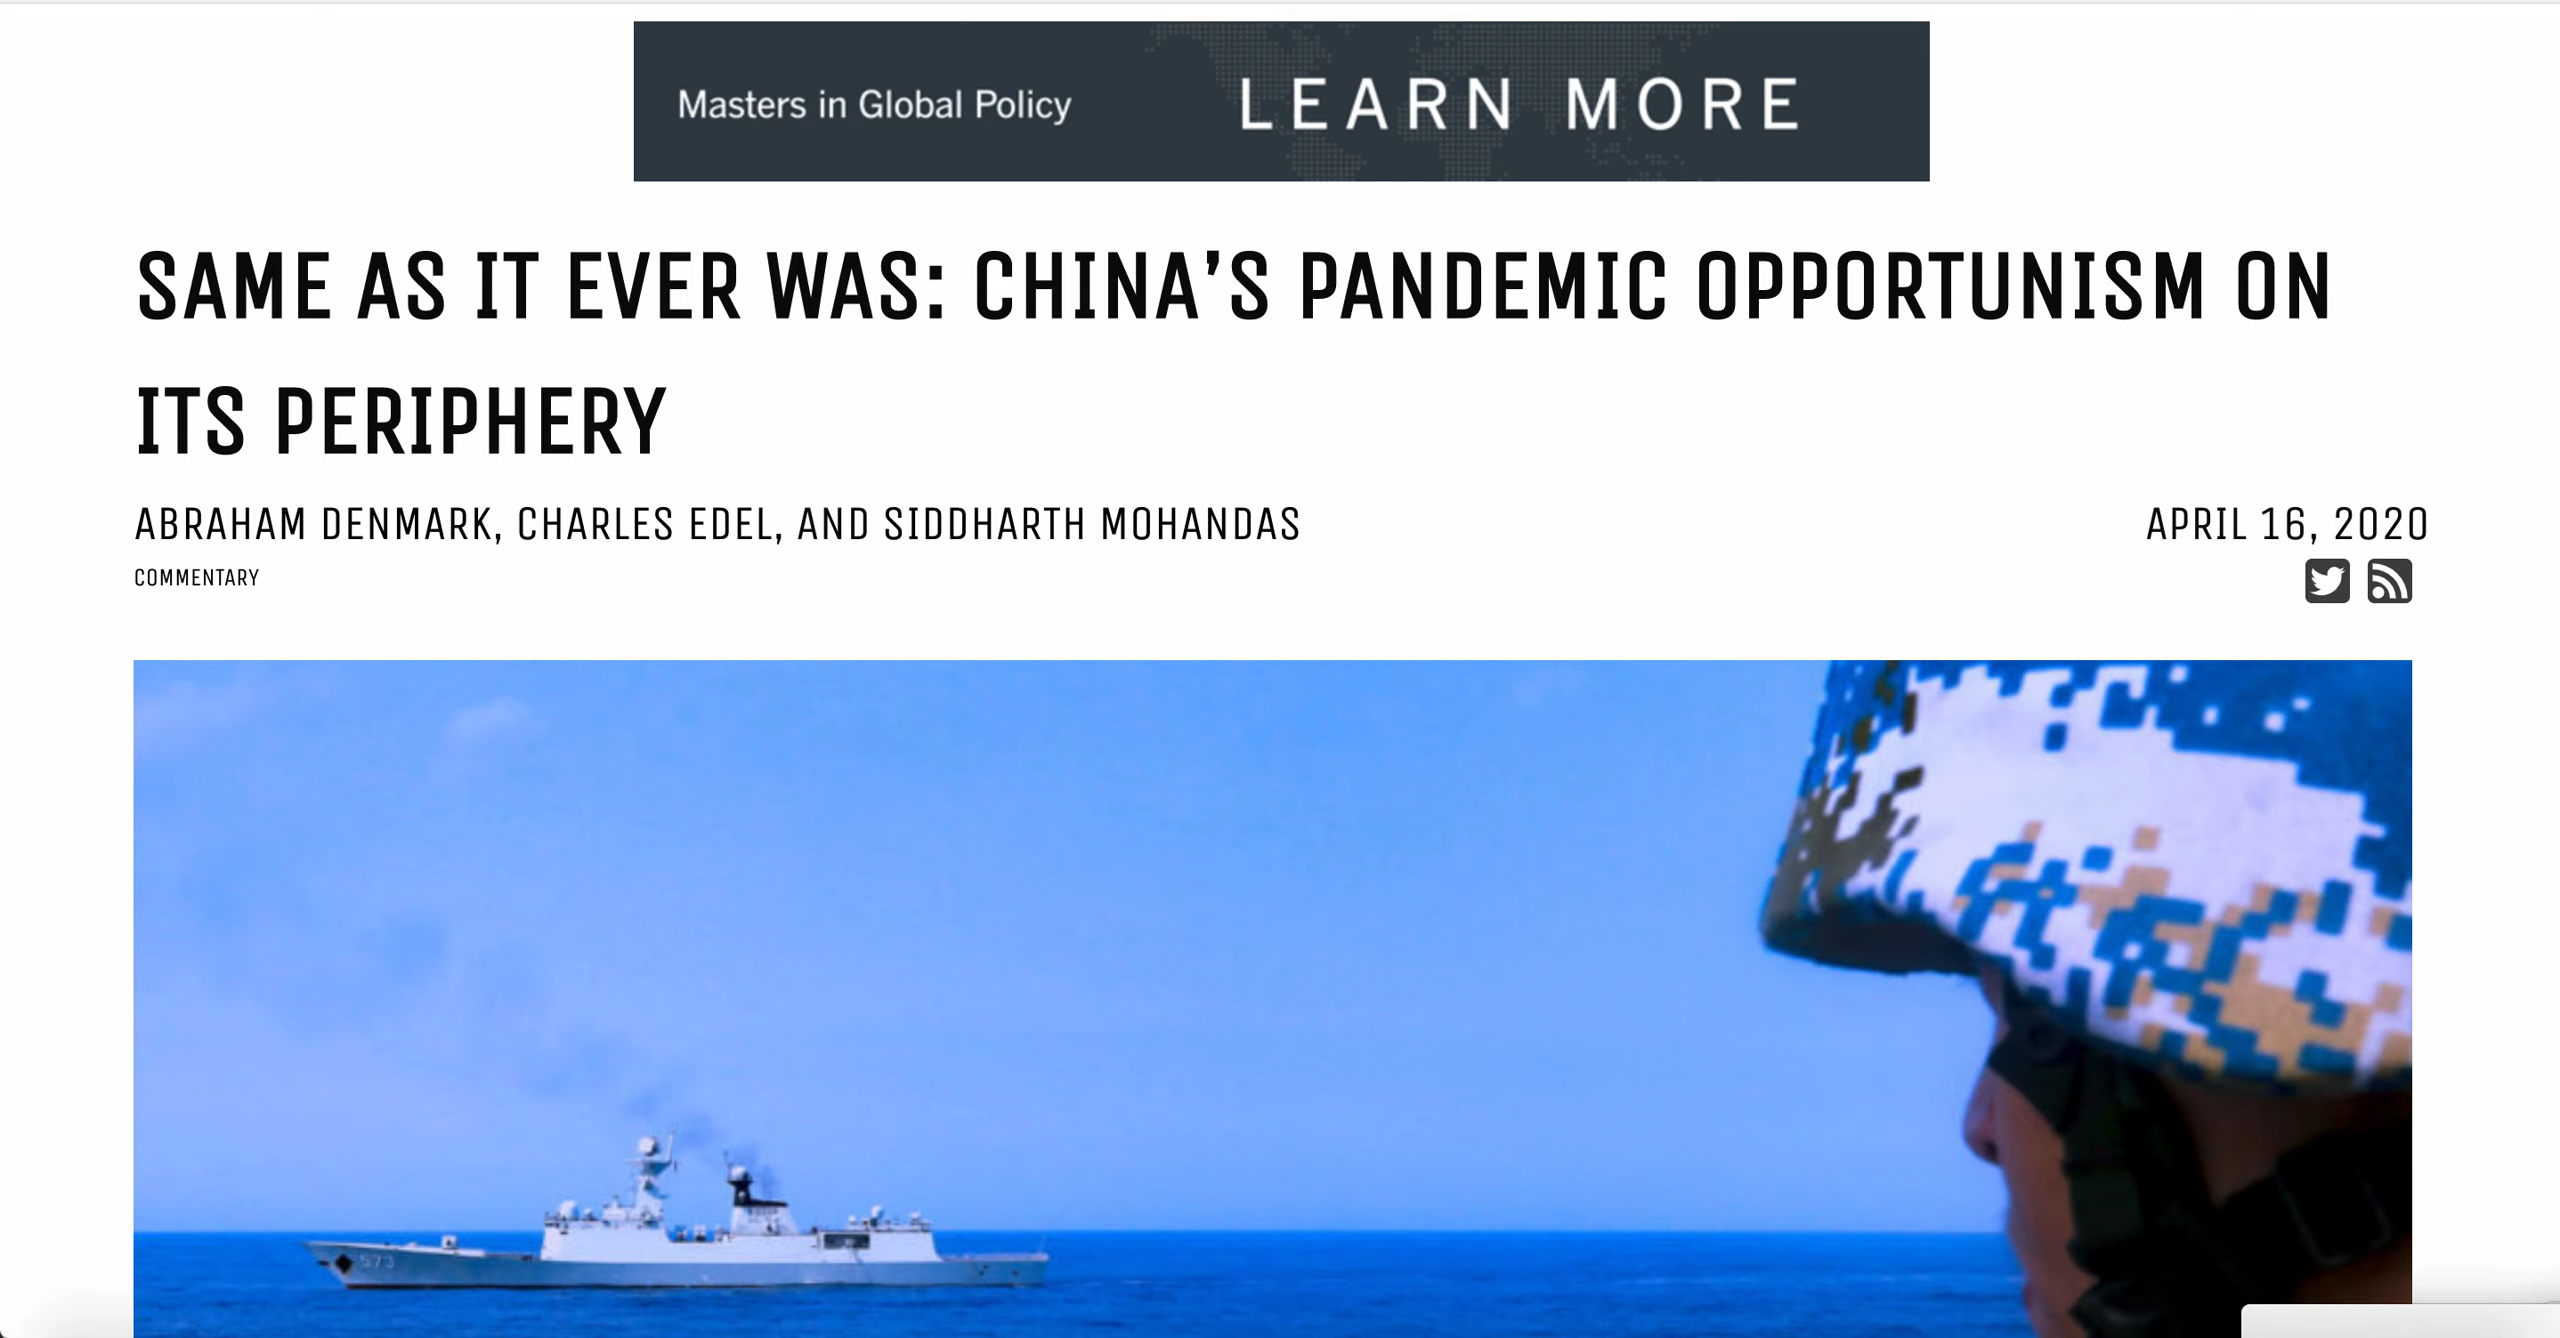 Masters in Global Policy LEARN MORE
SAME AS IT EVER WAS: CHINA’S PANDEMIC OPPORTUNISM ON
ITS PERIPHERY
ABRAHAM DENMARK, CHARLES EDEL, AND SIDDHARTH MOHANDAS
APRIL 16, 2020
COMMENTARY
573